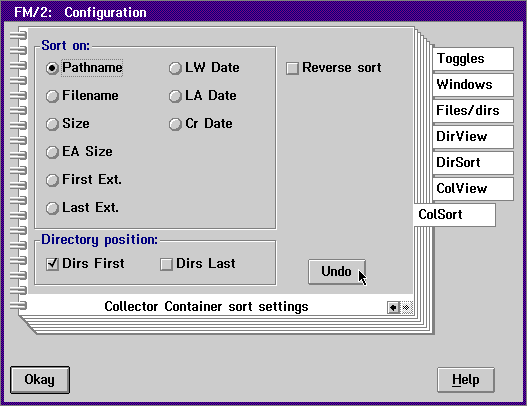 FM/2: Configuration
Sort on:
Pathname
LW Date
Reverse sort
Filename
LA Date
Size
Cr Date
EA Size
First Ext.
Last Ext.
Directory position:
Dirs First
Dirs Last
Undo
Collector Container sort settings
Toggles
Windows
Files/dirs
DirView
DirSort
ColView
ColSort
Okay
Help